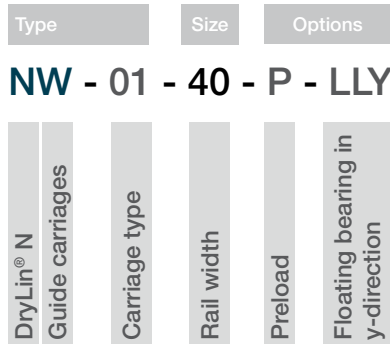 Type Size Options
NW - 01 - 40 - P - LLY
DryLin® N
Guide carriages
Carriage type
Rail width
Preload
Floating bearing in
y-direction